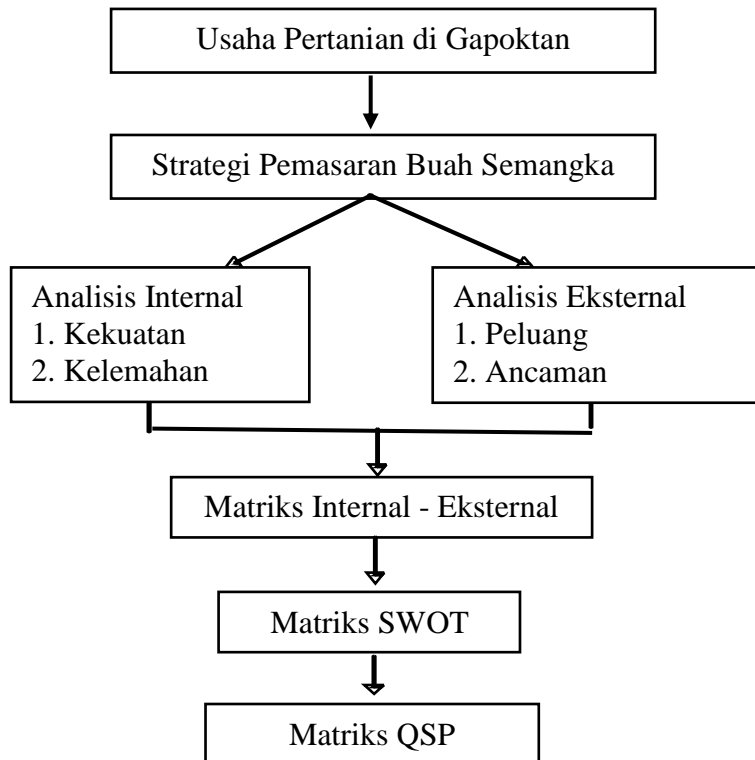 Usaha Pertanian di Gapoktan
Strategi Pemasaran Buah Semangka
Analisis Internal
1. Kekuatan
2. Kelemahan
Analisis Eksternal
1. Peluang
2. Ancaman
Matriks Internal - Eksternal
Matriks SWOT
Matriks QSP